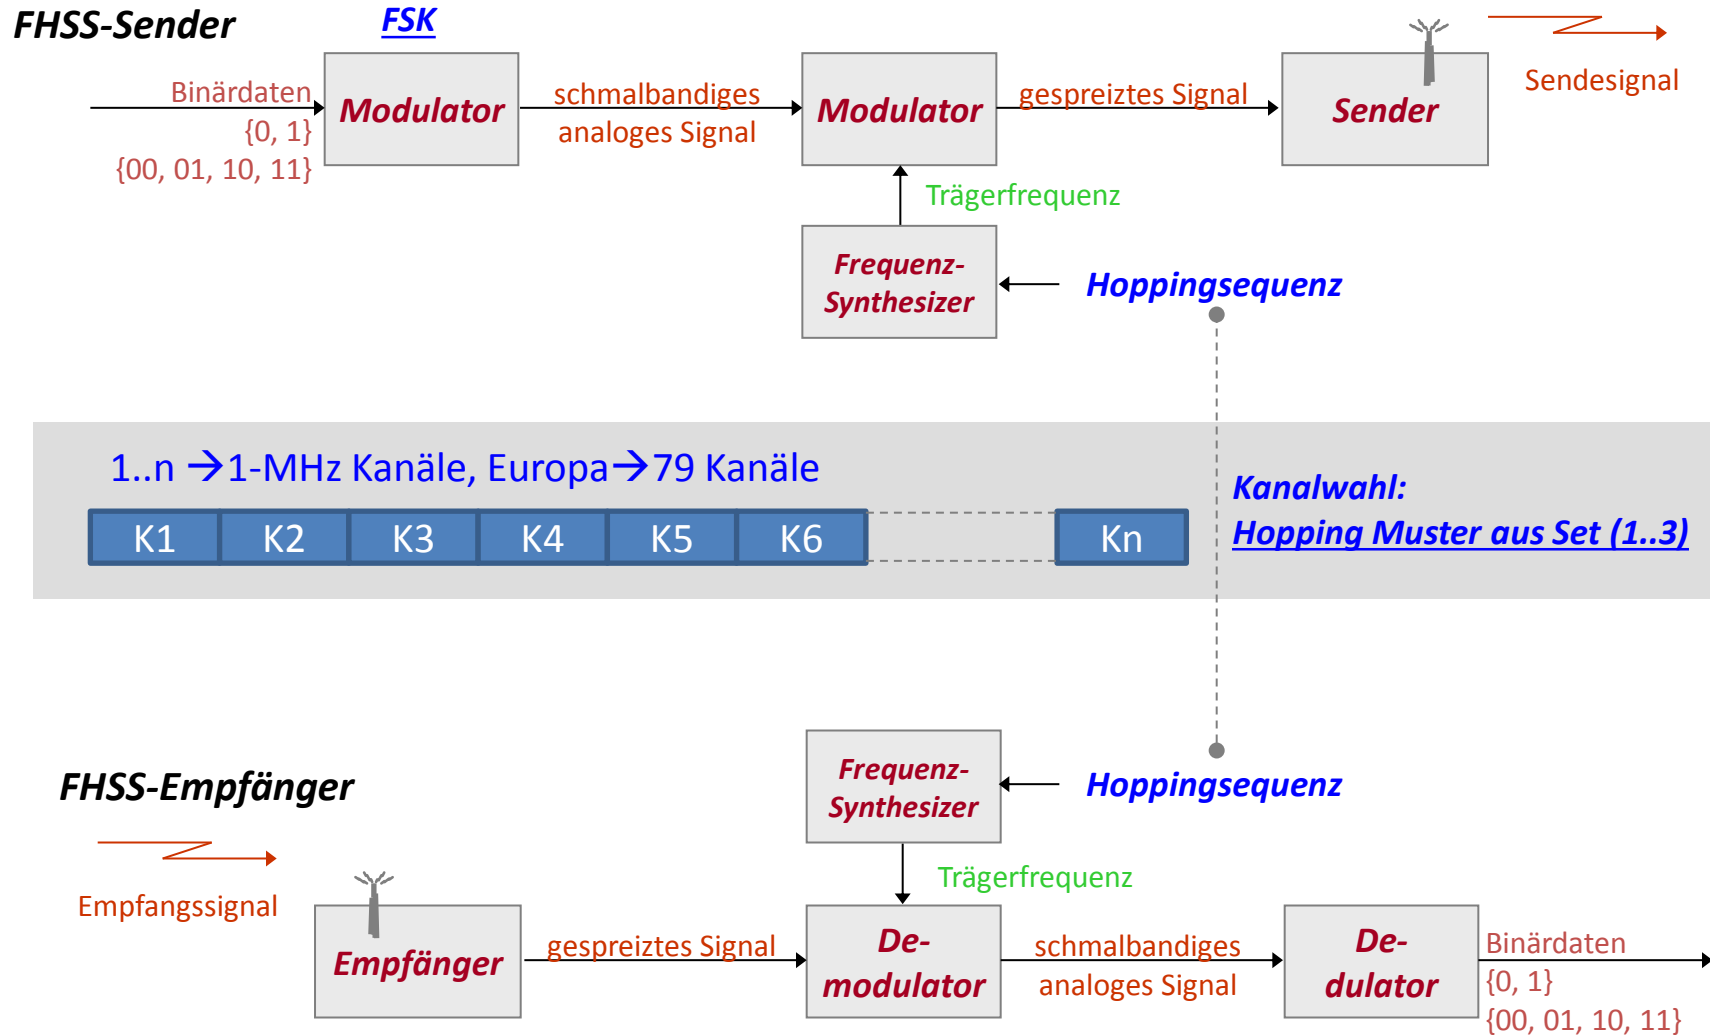 FHSS-Sender
FSK
Binärdaten
{0, 1}
{00, 01, 10, 11}
Modulator
schmalbandiges
analoges Signal
Modulator
gespreiztes Signal
Sender
Sendesignal
Trägerfrequenz
Frequenz-
Synthesizer
Hoppingsequenz
1..n →1-MHz Kanäle, Europa→79 Kanäle
K1 K2 K3 K4 K5 K6 Kn
Kanalwahl:
Hopping Muster aus Set (1..3)
FHSS-Empfänger
Frequenz-
Synthesizer
Hoppingsequenz
Trägerfrequenz
Empfangssignal
Empfänger
gespreiztes Signal
De-
modulator
schmalbandiges
analoges Signal
De-
dulator
Binärdaten
{0, 1}
{00, 01, 10, 11}